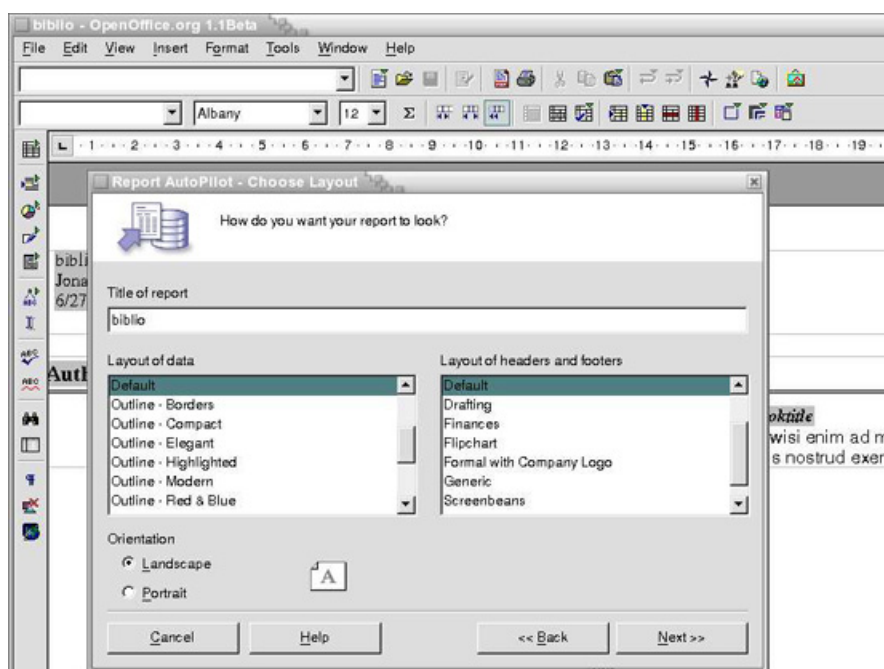 biblio - OpenOffice.org 1.1Beta
File Edit View Insert Format Tools Window Help
Albany 12 Σ
1 2 3 4 5 6 7 8 9 10 11 12 13 14 15 16 17 18 19
Report AutoPilot - Choose Layout
How do you want your report to look?
bibli
Jona
6/27
Title of report
biblio
Layout of data Layout of headers and footers
Auth
Default Default
Outline - Borders Drafting
Outline - Compact Finances
Outline - Elegant Flipchart
Outline - Highlighted Formal with Company Logo
Outline - Modern Generic
Outline - Red & Blue Screenbeans
oktitle
wisi enim ad m
s nostrud exer
Orientation
Landscape
A
Portrait
Cancel Help << Back Next >>